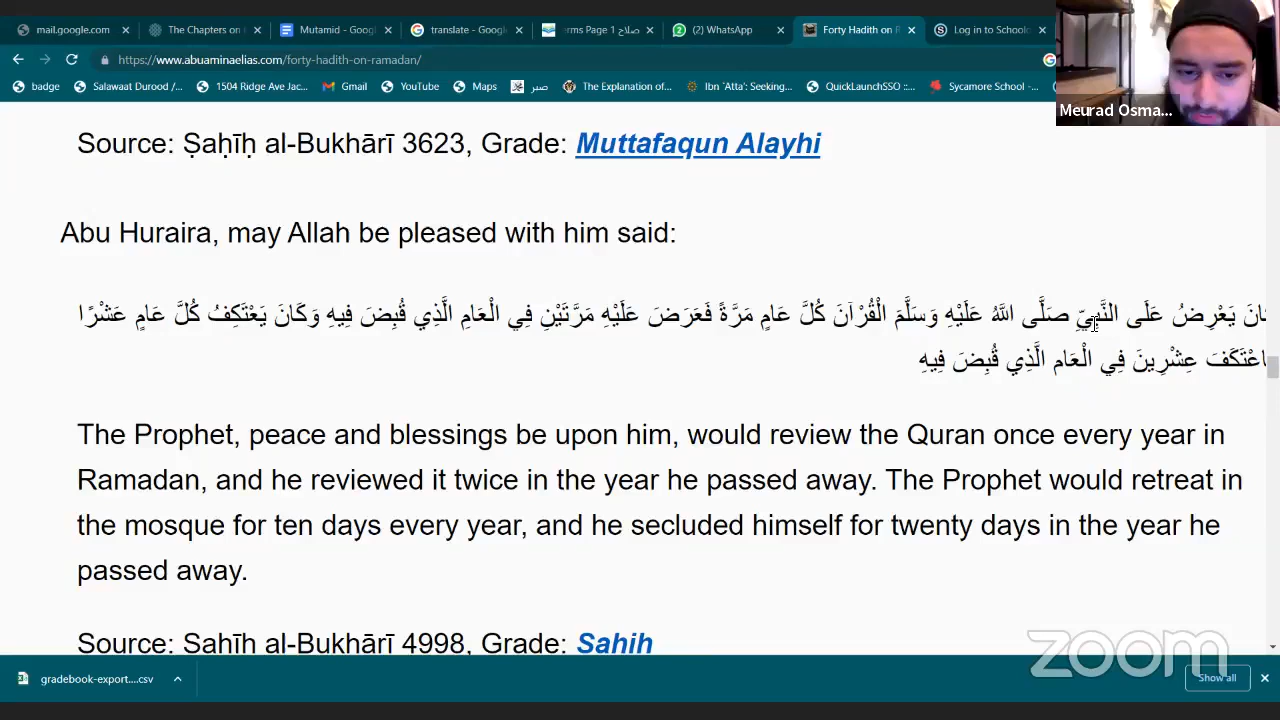 mail.google.com
The Chapters on
Mutamid - Googl
translate - Google
erms Page 1 صلاح
(2) WhatsApp
Forty Hadith on R
Log in to Schoolo
https://www.abuaminaelias.com/forty-hadith-on-ramadan/
badge
Salawaat Durood /...
1504 Ridge Ave Jac...
Gmail
YouTube
Maps
صبر
The Explanation of...
Ibn `Atta': Seeking...
QuickLaunchSSO ::...
Sycamore School -...
Meurad Osma...
Source: Ṣaḥīḥ al-Bukhārī 3623, Grade: Muttafaqun Alayhi
Abu Huraira, may Allah be pleased with him said:
يَعْرِضُ عَلَى النَّبِيِّ صَلَّى اللَّهُ عَلَيْهِ وَسَلَّمَ الْقُرْآنَ كُلَّ عَامٍ مَرَّةً فَعَرَضَ عَلَيْهِ مَرَّتَيْنِ فِي الْعَامِ الَّذِي قُبِضَ فِيهِ وَكَانَ يَعْتَكِفُ كُلَّ عَامٍ عَشْرًا
عِشْرِينَ فِي الْعَام الَّذِي قُبِضَ فِيهِ
The Prophet, peace and blessings be upon him, would review the Quran once every year in
Ramadan, and he reviewed it twice in the year he passed away. The Prophet would retreat in
the mosque for ten days every year, and he secluded himself for twenty days in the year he
passed away.
Source: Sahīh al-Bukhārī 4998, Grade: Sahih
zoom
gradebook-export....csv
Show all